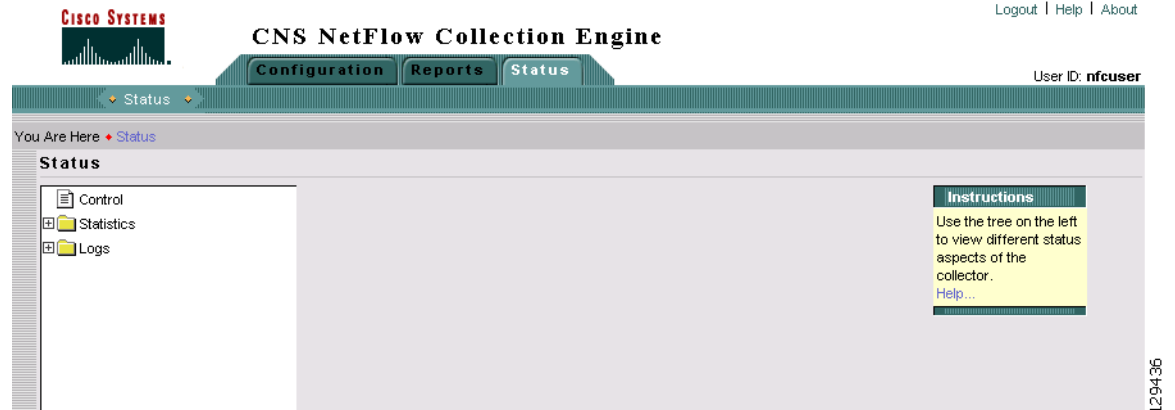 Logout | Help | About
CISCO SYSTEMS
CNS NetFlow Collection Engine
Configuration Reports Status
User ID: nfcuser
Status
You Are Here Status
Status
Control
Statistics
Logs
Instructions
Use the tree on the left
to view different status
aspects of the
collector.
Help...
129436